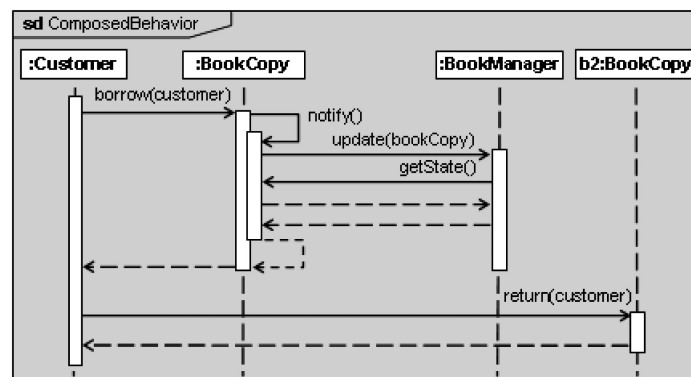 sd ComposedBehavior
:Customer :BookCopy :BookManager b2:BookCopy
borrow(customer)
notify()
update(bookCopy)
getState()
return(customer)